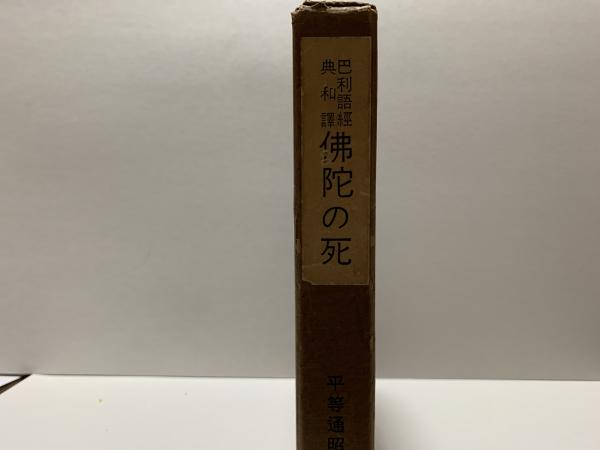 巴利語經
典和譯
佛陀の死
平等通昭